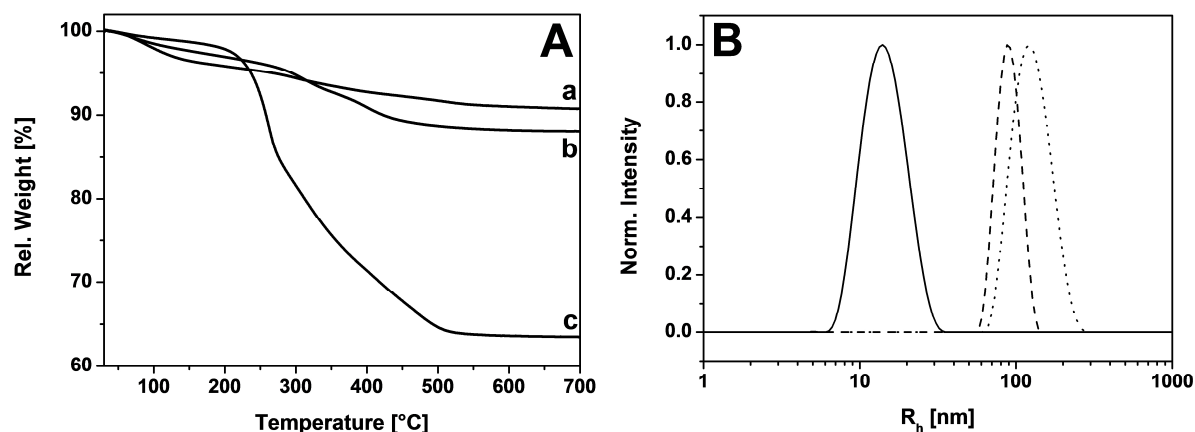 A
Rel. Weight [%]
100
90
80
70
60
a
b
c
100 200 300 400 500 600 700
Temperature [°C]
B
Norm. Intensity
1.0
0.8
0.6
0.4
0.2
0.0
1 10 100 1000
Rh [nm]